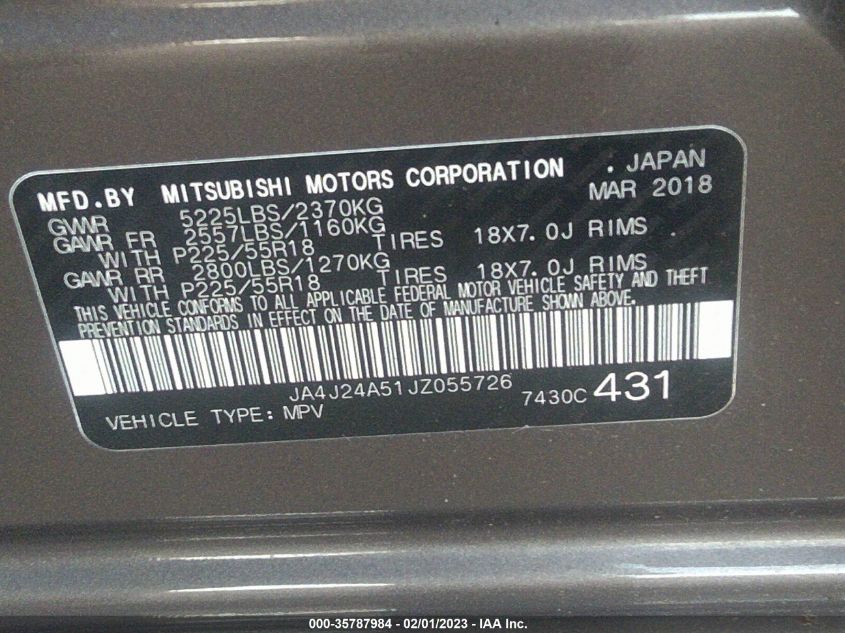 MFD.BY MITSUBISHI MOTORS CORPORATION . JAPAN
MAR 2018
GVWR 5225LBS/2370KG
GAWR FR 2557LBS/1160KG
WITH P225/55R18 TIRES 18X7.0J RIMS .
GAWR RR 2800LBS/1270KG
WITH P225/55R18 TIRES 18X7.0J RIMS
THIS VEHICLE CONFORMS TO ALL APPLICABLE FEDERAL MOTOR VEHICLE SAFETY AND THEFT
PREVENTION STANDARDS IN EFFECT ON THE DATE OF MANUFACTURE SHOWN ABOVE.
JA4J24A51JZ055726
VEHICLE TYPE: MPV 7430C 431
000-35787984 - 02/01/2023 - IAA Inc.